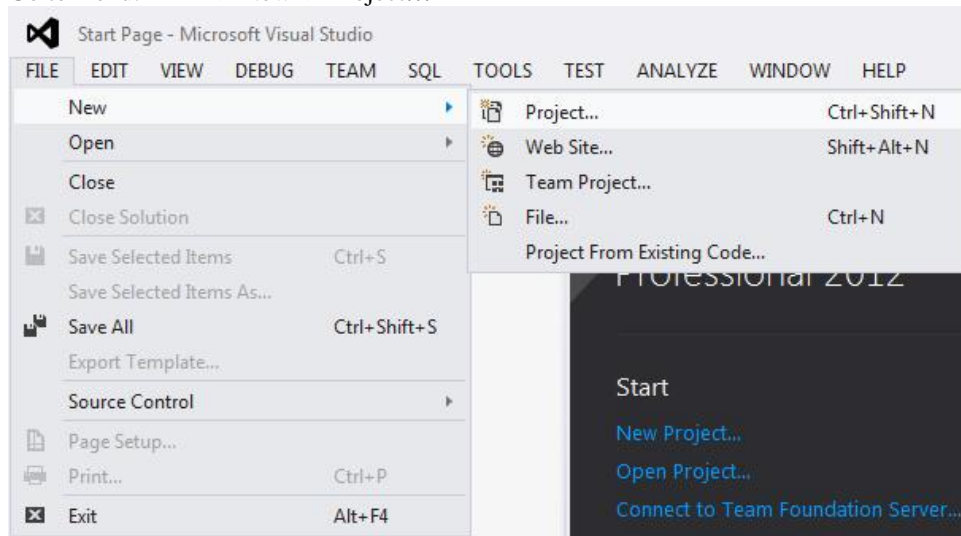 Start Page - Microsoft Visual Studio
FILE EDIT VIEW DEBUG TEAM SQL TOOLS TEST ANALYZE WINDOW HELP
New
Open
Close
Close Solution
Save Selected Items Ctrl+S
Save Selected Items As...
Save All Ctrl+Shift+S
Export Template...
Source Control
Page Setup...
Print... Ctrl+P
Exit Alt+F4
Project... Ctrl+Shift+N
Web Site... Shift+Alt+N
Team Project...
File... Ctrl+N
Project From Existing Code...
Professional 2012
Start
New Project...
Open Project...
Connect to Team Foundation Server...